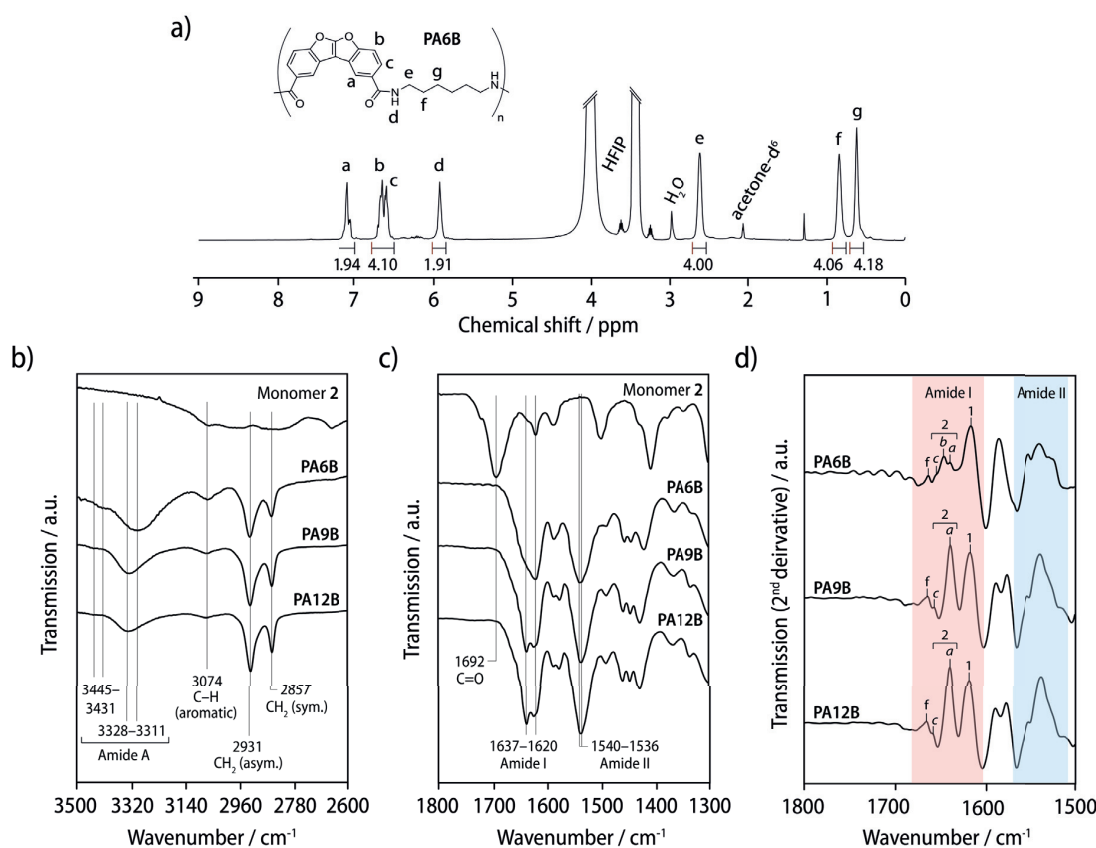 a)
PA6B
O O b
c
a
e
g
H
N
O
N
H
d
f
O
n
a
b
c
d
HFIP
H2O
e
acetone-d6
f
g
1.94 4.10 1.91 4.00 4.06 4.18
9 8 7 6 5 4 3 2 1 0
Chemical shift / ppm
b)
Transmission / a.u.
Monomer 2
PA6B
PA9B
PA12B
3445–
3431
3328–3311
Amide A
3074
C–H
(aromatic)
2931
CH2 (asym.)
2857
CH2 (sym.)
3500 3320 3140 2960 2780 2600
Wavenumber / cm-1
c)
Transmission / a.u.
Monomer 2
PA6B
PA9B
PA12B
1692
C=O
1637–1620
Amide I
1540–1536
Amide II
1800 1700 1600 1500 1400 1300
Wavenumber / cm-1
d)
Transmission (2nd deirvative) / a.u.
Amide I Amide II
PA6B
f c 2 b a 1
PA9B
f c 2 a 1
PA12B
f c 2 a 1
1800 1700 1600 1500
Wavenumber / cm-1